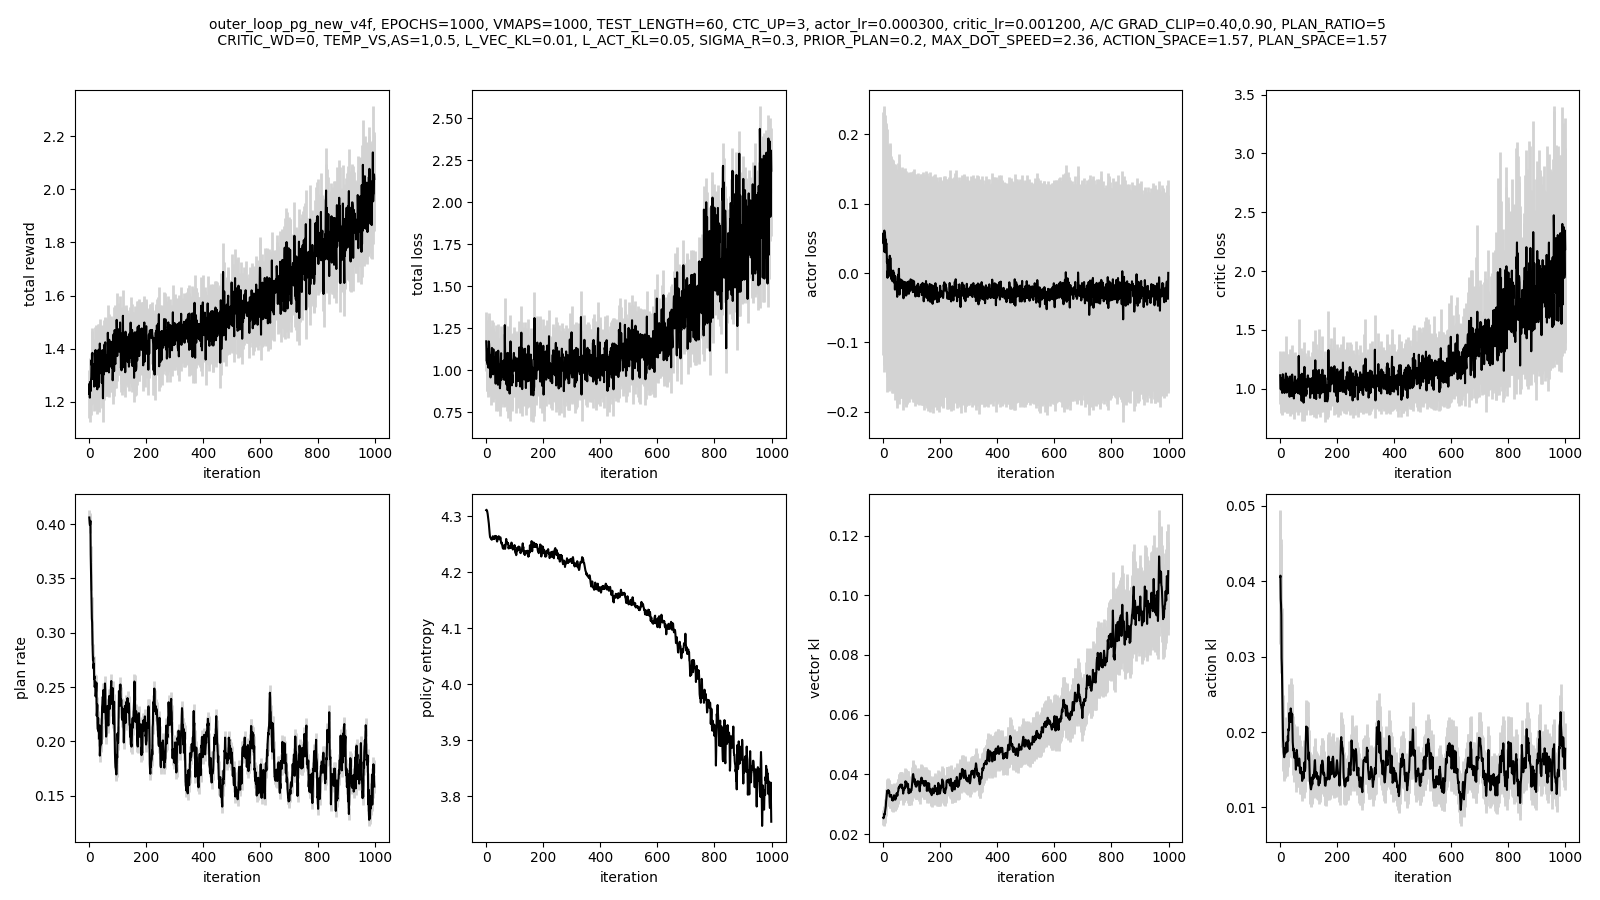 outer_loop_pg_new_v4f, EPOCHS=1000, VMAPS=1000, TEST_LENGTH=60, CTC_UP=3, actor_lr=0.000300, critic_lr=0.001200, A/C GRAD_CLIP=0.40,0.90, PLAN_RATIO=5
CRITIC_WD=0, TEMP_VS,AS=1,0.5, L_VEC_KL=0.01, L_ACT_KL=0.05, SIGMA_R=0.3, PRIOR_PLAN=0.2, MAX_DOT_SPEED=2.36, ACTION_SPACE=1.57, PLAN_SPACE=1.57
total reward
2.2
2.0
1.8
1.6
1.4
1.2
0 200 400 600 800 1000
iteration
total loss
2.50
2.25
2.00
1.75
1.50
1.25
1.00
0.75
0 200 400 600 800 1000
iteration
actor loss
0.2
0.1
0.0
−0.1
−0.2
0 200 400 600 800 1000
iteration
critic loss
3.5
3.0
2.5
2.0
1.5
1.0
0 200 400 600 800 1000
iteration
plan rate
0.40
0.35
0.30
0.25
0.20
0.15
0 200 400 600 800 1000
iteration
policy entropy
4.3
4.2
4.1
4.0
3.9
3.8
0 200 400 600 800 1000
iteration
vector kl
0.12
0.10
0.08
0.06
0.04
0.02
0 200 400 600 800 1000
iteration
action kl
0.05
0.04
0.03
0.02
0.01
0 200 400 600 800 1000
iteration